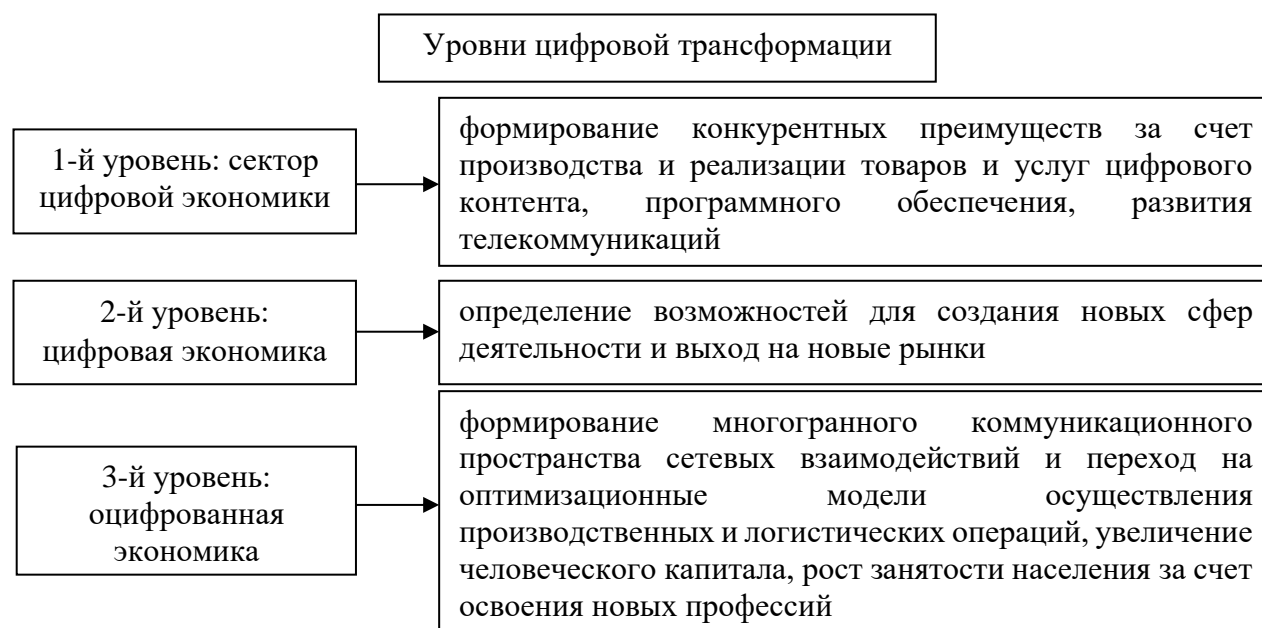 Уровни цифровой трансформации
1-й уровень: сектор
цифровой экономики
формирование конкурентных преимуществ за счет
производства и реализации товаров и услуг цифрового
контента, программного обеспечения, развития
телекоммуникаций
2-й уровень:
цифровая экономика
определение возможностей для создания новых сфер
деятельности и выход на новые рынки
3-й уровень:
оцифрованная
экономика
формирование многогранного коммуникационного
пространства сетевых взаимодействий и переход на
оптимизационные модели осуществления
производственных и логистических операций, увеличение
человеческого капитала, рост занятости населения за счет
освоения новых профессий